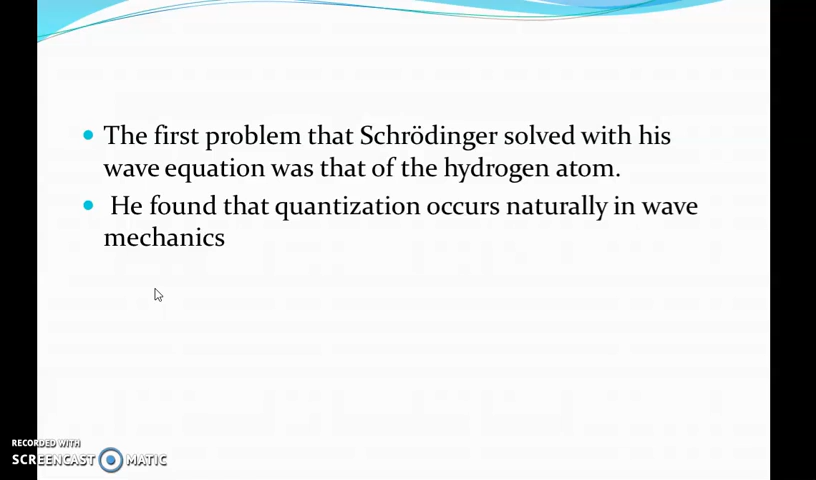 The first problem that Schrödinger solved with his
wave equation was that of the hydrogen atom.
He found that quantization occurs naturally in wave
mechanics
RECORDED WITH
SCREENCAST MATIC